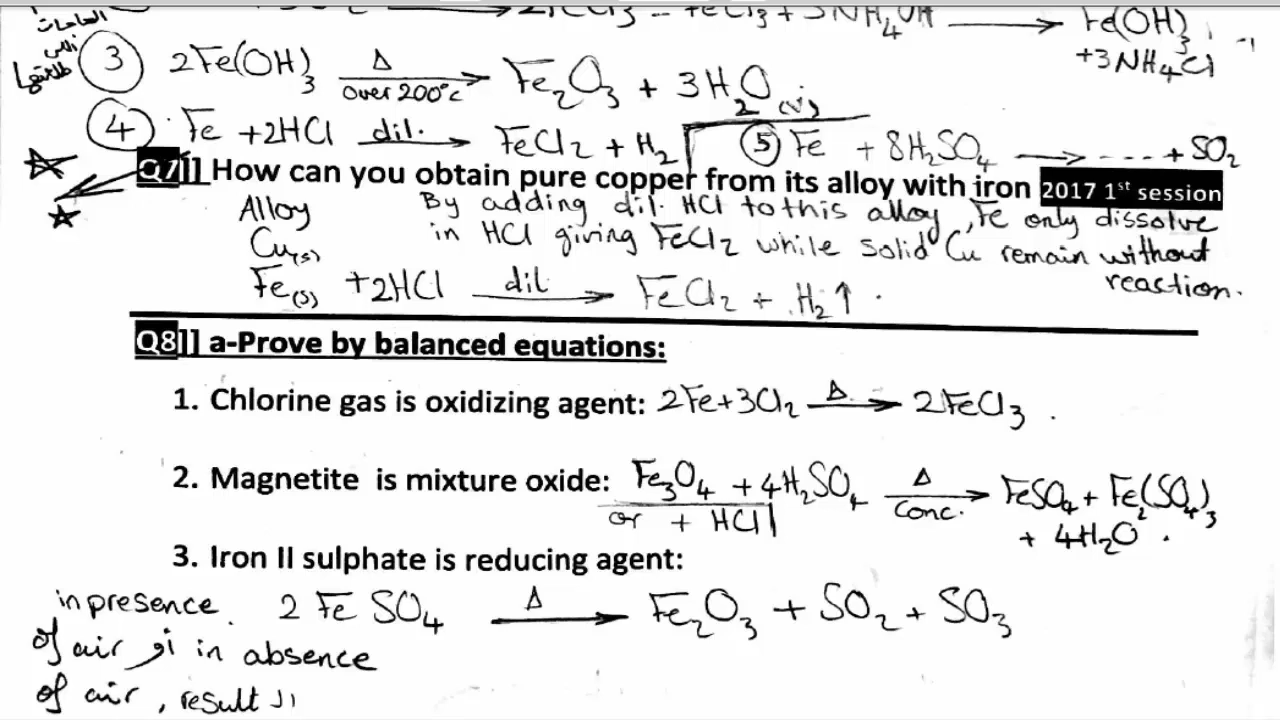 Fe(OH)3
+3NH4Cl
③ 2Fe(OH)3 —Δ over 200°c→ Fe2O3 + 3H2O (v)
④ Fe +2HCl —dil.→ FeCl2 + H2
⑤ Fe + 8H2SO4 → ---- + SO2
Q7]] How can you obtain pure copper from its alloy with iron 2017 1st session
Alloy By adding dil. HCl to this alloy, Fe only dissolve
Cu(s) in HCl giving FeCl2 while solid Cu remain without
reaction.
Fe(s) +2HCl —dil→ FeCl2 + H2↑ .
Q8]] a-Prove by balanced equations:
1. Chlorine gas is oxidizing agent: 2Fe+3Cl2 —Δ→ 2FeCl3 .
2. Magnetite is mixture oxide: Fe3O4 + 4H2SO4 —Δ conc.→ FeSO4 + Fe2(SO4)3
or + HCl + 4H2O .
3. Iron II sulphate is reducing agent:
in presence 2 FeSO4 —Δ→ Fe2O3 + SO2 + SO3
of air أو in absence
of air, result ال